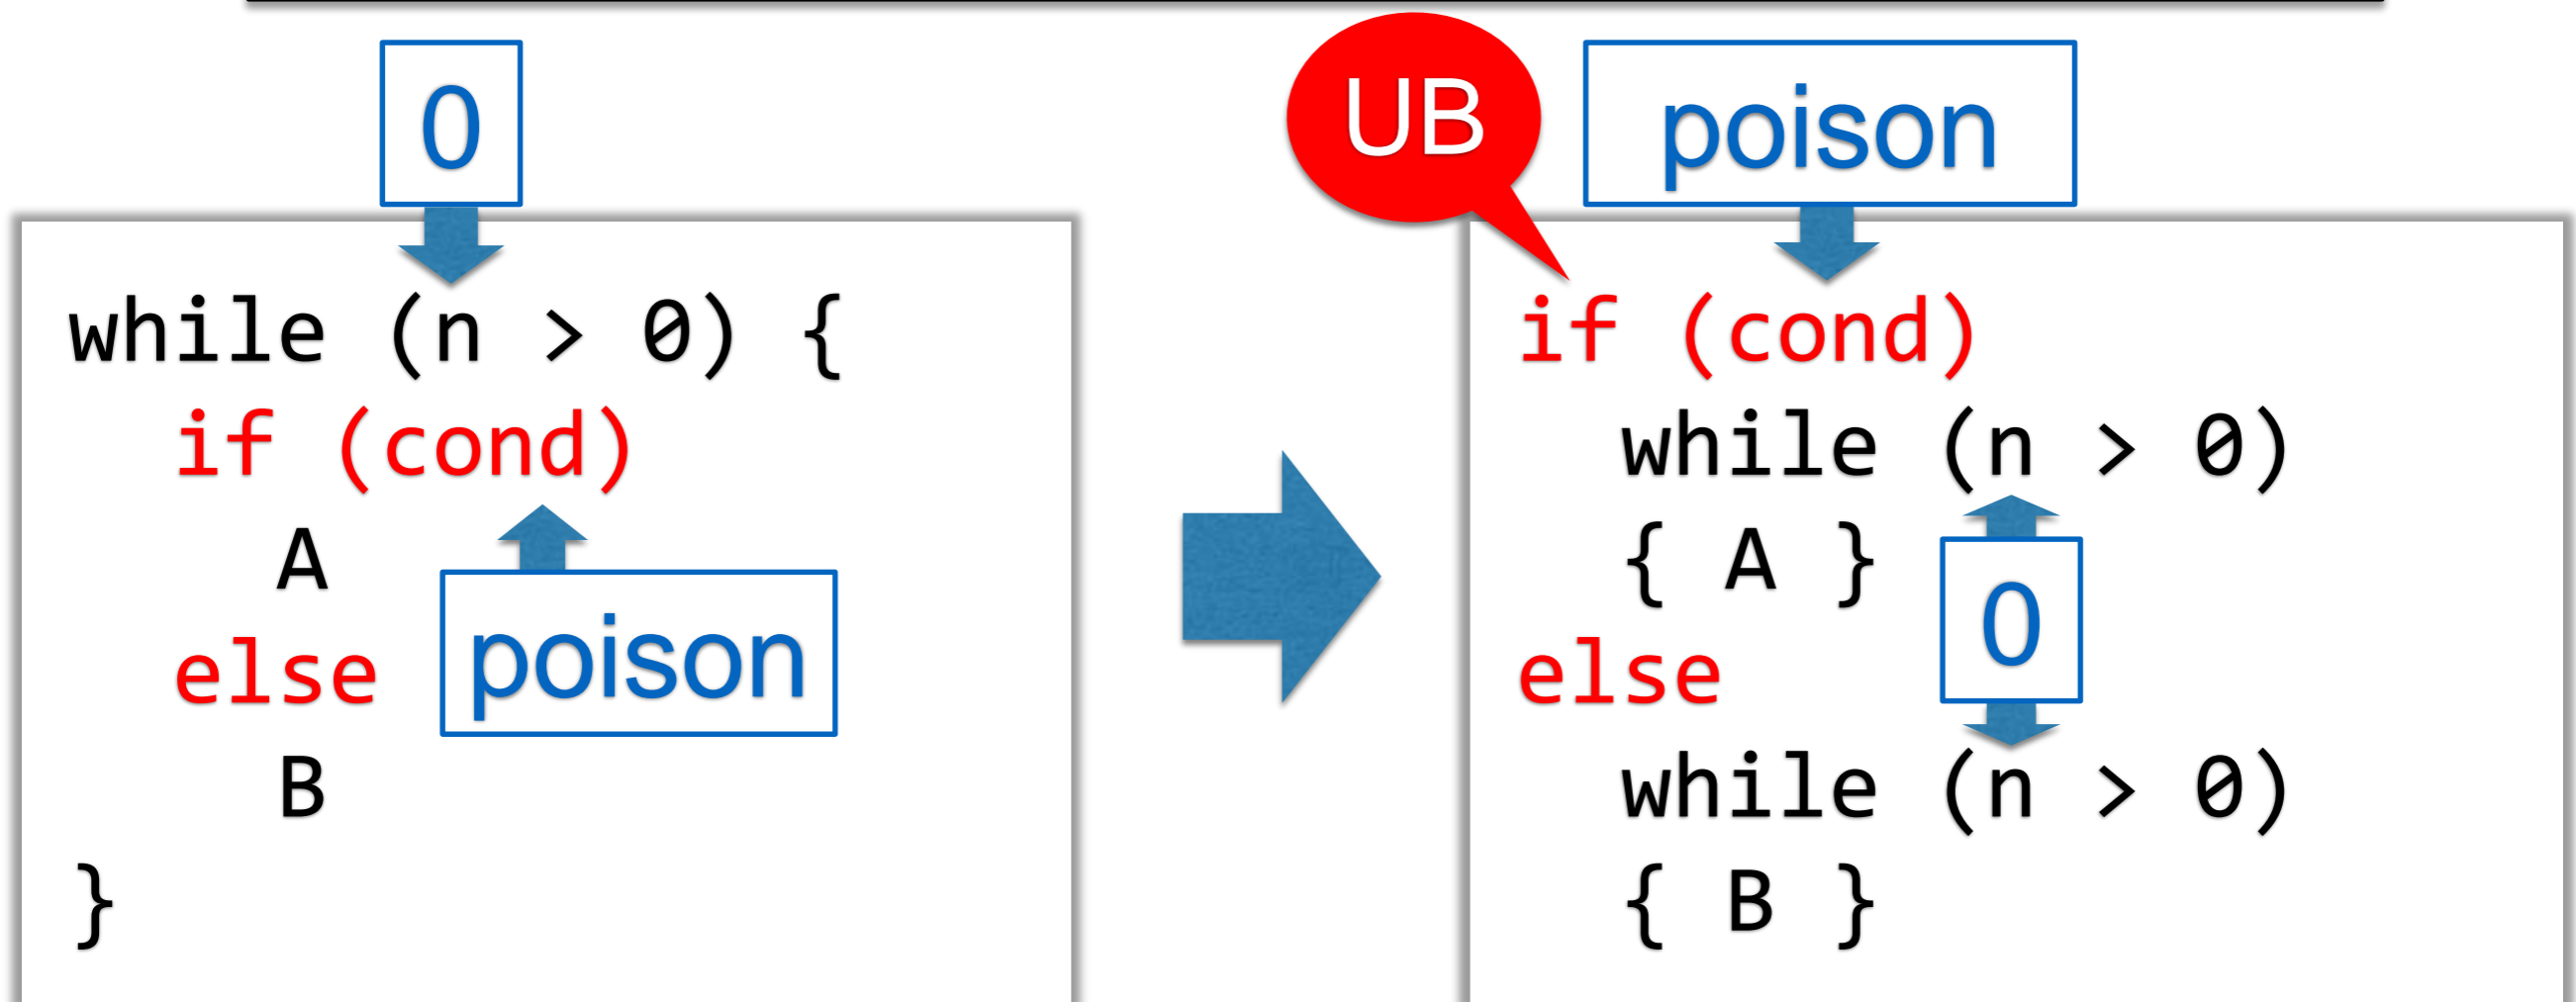 0
while (n > 0) {
if (cond)
A
else
poison
B
}
UB
poison
if (cond)
while (n > 0)
{ A }
0
else
while (n > 0)
{ B }